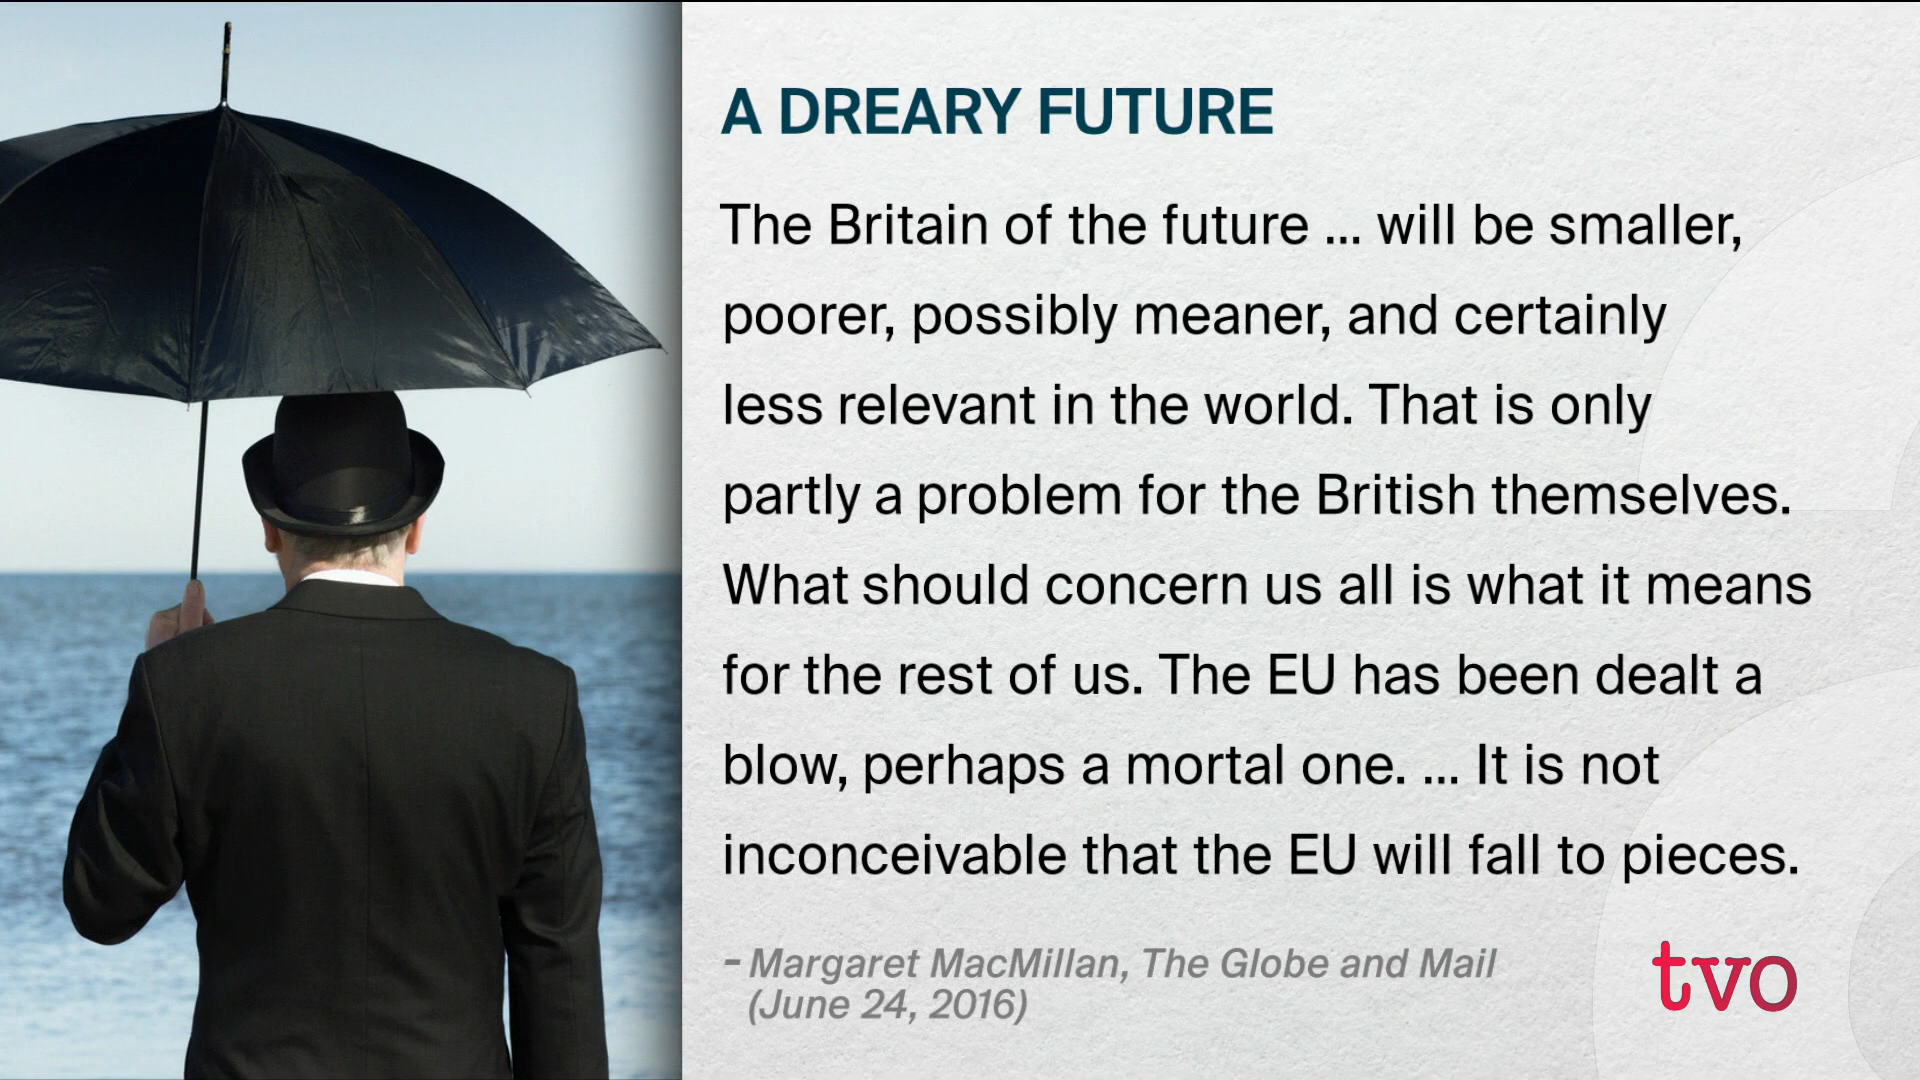 A DREARY FUTURE
The Britain of the future ... will be smaller,
poorer, possibly meaner, and certainly
less relevant in the world. That is only
partly a problem for the British themselves.
What should concern us all is what it means
for the rest of us. The EU has been dealt a
blow, perhaps a mortal one. ... It is not
inconceivable that the EU will fall to pieces.
- Margaret MacMillan, The Globe and Mail
(June 24, 2016)
tvo